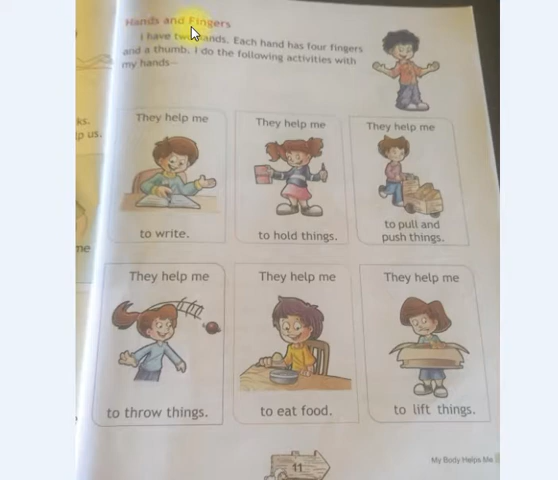 Hands and Fingers
I have two hands. Each hand has four fingers
and a thumb. I do the following activities with
my hands—
ks.
p us.
me
They help me
to write.
They help me
to hold things.
They help me
to pull and
push things.
They help me
to throw things.
They help me
to eat food.
They help me
to lift things.
11
My Body Helps Me